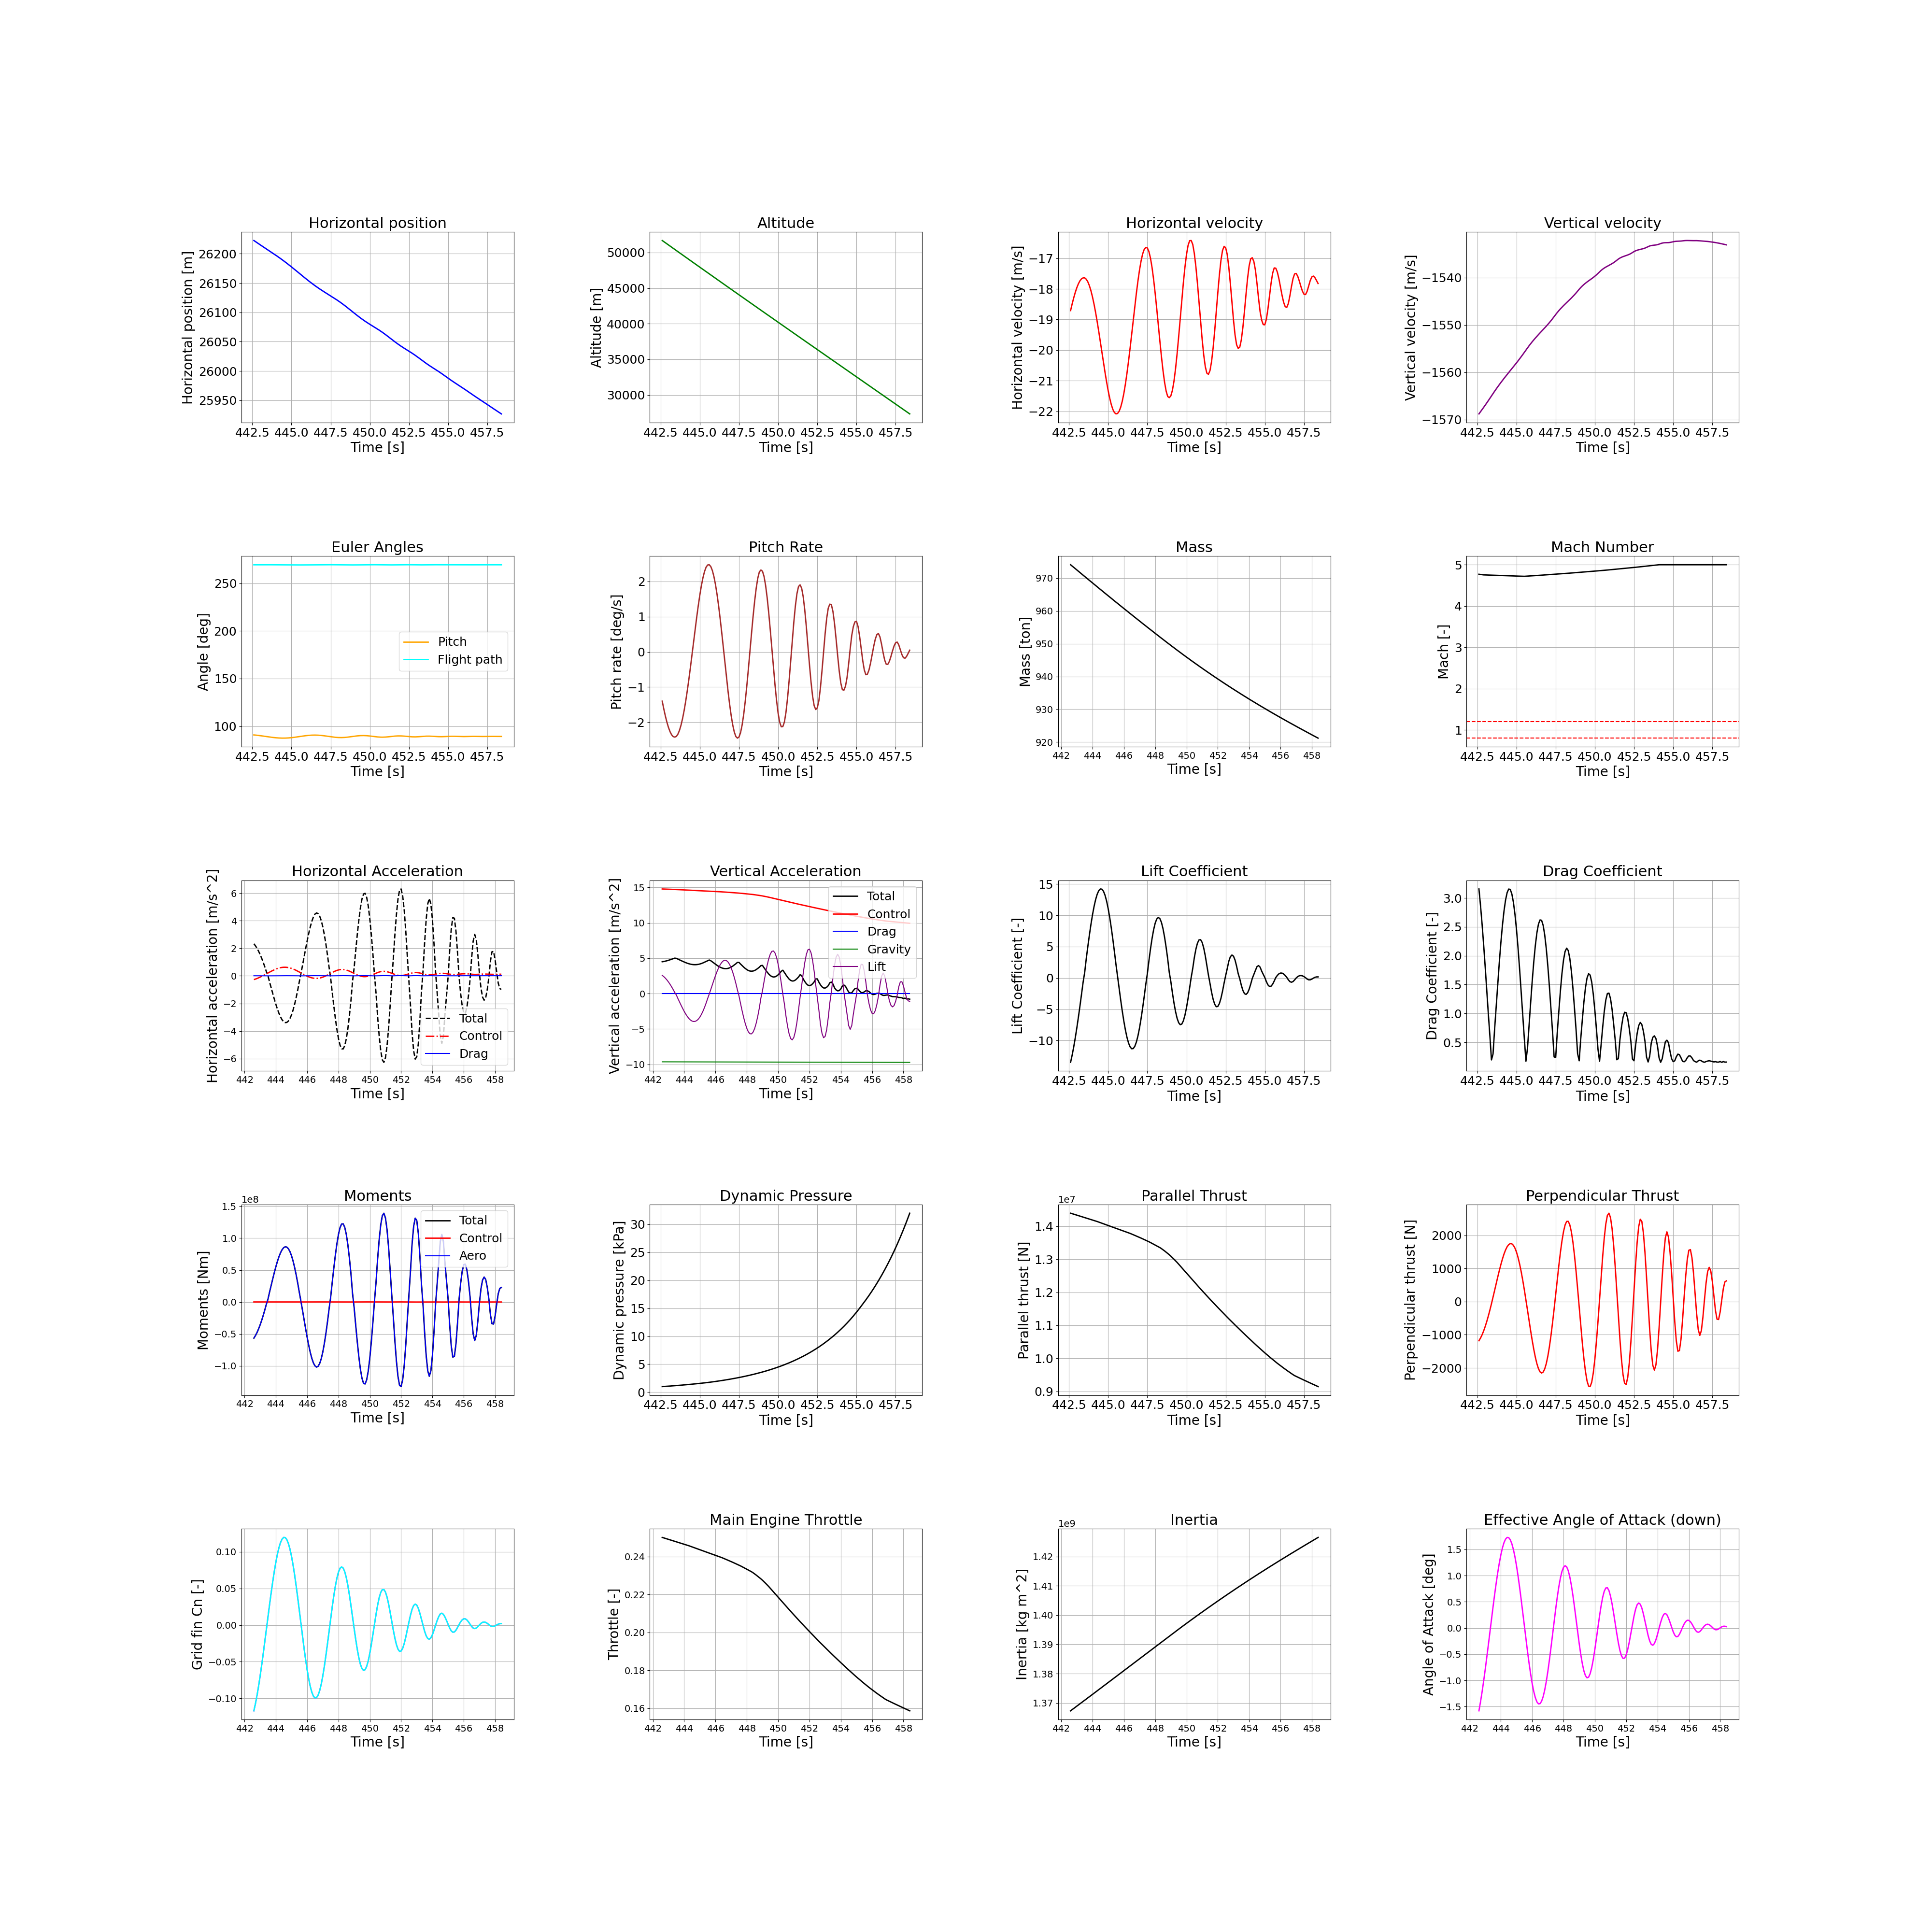 Horizontal position
Horizontal position [m]
26200
26150
26100
26050
26000
25950
442.5 445.0 447.5 450.0 452.5 455.0 457.5
Time [s]
Altitude
Altitude [m]
50000
45000
40000
35000
30000
442.5 445.0 447.5 450.0 452.5 455.0 457.5
Time [s]
Horizontal velocity
Horizontal velocity [m/s]
−17
−18
−19
−20
−21
−22
442.5 445.0 447.5 450.0 452.5 455.0 457.5
Time [s]
Vertical velocity
Vertical velocity [m/s]
−1540
−1550
−1560
−1570
442.5 445.0 447.5 450.0 452.5 455.0 457.5
Time [s]
Euler Angles
Angle [deg]
250
200
150
100
Pitch
Flight path
442.5 445.0 447.5 450.0 452.5 455.0 457.5
Time [s]
Pitch Rate
Pitch rate [deg/s]
2
1
0
−1
−2
442.5 445.0 447.5 450.0 452.5 455.0 457.5
Time [s]
Mass
Mass [ton]
970
960
950
940
930
920
442 444 446 448 450 452 454 456 458
Time [s]
Mach Number
Mach [-]
5
4
3
2
1
442.5 445.0 447.5 450.0 452.5 455.0 457.5
Time [s]
Horizontal Acceleration
Horizontal acceleration [m/s^2]
6
4
2
0
−2
−4
−6
Total
Control
Drag
442 444 446 448 450 452 454 456 458
Time [s]
Vertical Acceleration
Vertical acceleration [m/s^2]
15
10
5
0
−5
−10
Total
Control
Drag
Gravity
Lift
442 444 446 448 450 452 454 456 458
Time [s]
Lift Coefficient
Lift Coefficient [-]
15
10
5
0
−5
−10
442.5 445.0 447.5 450.0 452.5 455.0 457.5
Time [s]
Drag Coefficient
Drag Coefficient [-]
3.0
2.5
2.0
1.5
1.0
0.5
442.5 445.0 447.5 450.0 452.5 455.0 457.5
Time [s]
Moments
1e8
Moments [Nm]
1.5
1.0
0.5
0.0
−0.5
−1.0
Total
Control
Aero
442 444 446 448 450 452 454 456 458
Time [s]
Dynamic Pressure
Dynamic pressure [kPa]
30
25
20
15
10
5
0
442.5 445.0 447.5 450.0 452.5 455.0 457.5
Time [s]
Parallel Thrust
1e7
Parallel thrust [N]
1.4
1.3
1.2
1.1
1.0
0.9
442.5 445.0 447.5 450.0 452.5 455.0 457.5
Time [s]
Perpendicular Thrust
Perpendicular thrust [N]
2000
1000
0
−1000
−2000
442.5 445.0 447.5 450.0 452.5 455.0 457.5
Time [s]
Grid fin Cn [-]
0.10
0.05
0.00
−0.05
−0.10
442 444 446 448 450 452 454 456 458
Time [s]
Main Engine Throttle
Throttle [-]
0.24
0.22
0.20
0.18
0.16
442 444 446 448 450 452 454 456 458
Time [s]
Inertia
1e9
Inertia [kg m^2]
1.42
1.41
1.40
1.39
1.38
1.37
442 444 446 448 450 452 454 456 458
Time [s]
Effective Angle of Attack (down)
Angle of Attack [deg]
1.5
1.0
0.5
0.0
−0.5
−1.0
−1.5
442 444 446 448 450 452 454 456 458
Time [s]